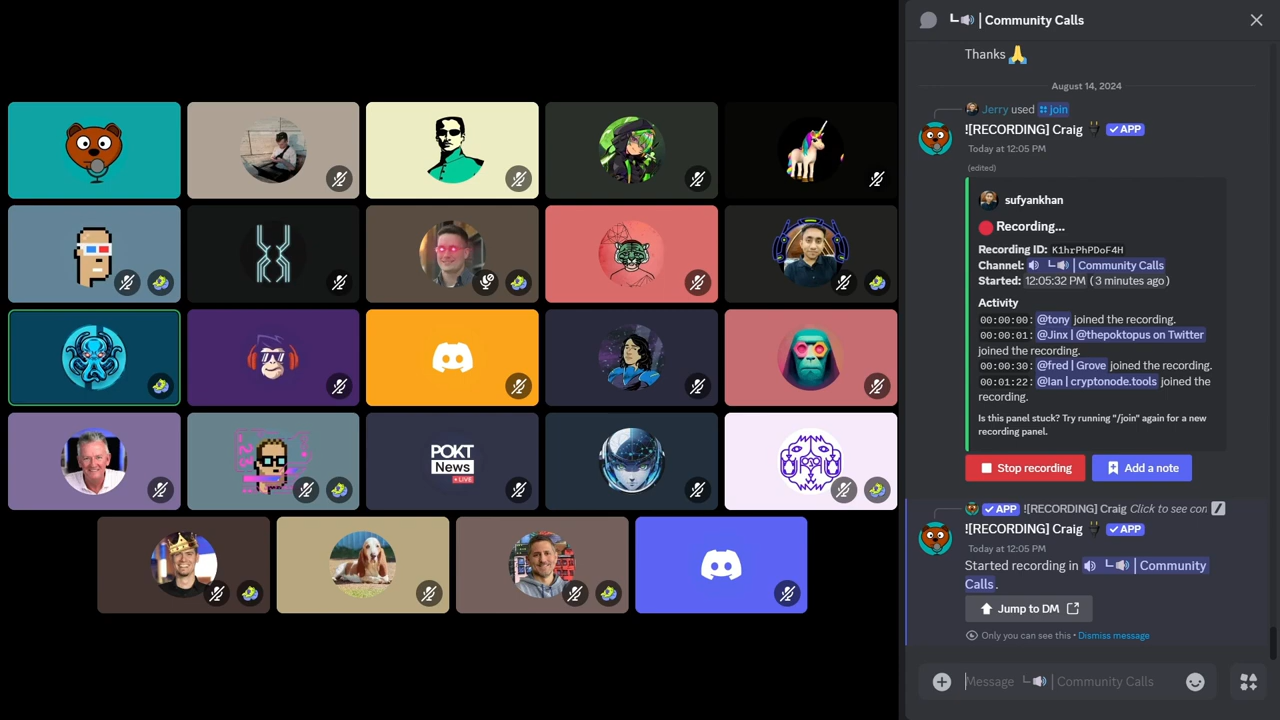 POKT
News
LIVE
Community Calls
Thanks
August 14, 2024
Jerry used join
![RECORDING] Craig APP
Today at 12:05 PM
(edited)
sufyankhan
Recording...
Recording ID: K1hrPhPDoF4H
Channel: | Community Calls
Started: 12:05:32 PM (3 minutes ago)
Activity
00:00:00: @tony joined the recording.
00:00:01: @Jinx | @thepoktopus on Twitter
joined the recording.
00:00:30: @fred | Grove joined the recording.
00:01:22: @Ian | cryptonode.tools joined the
recording.
Is this panel stuck? Try running "/join" again for a new
recording panel.
Stop recording
Add a note
APP ![RECORDING] Craig Click to see con
![RECORDING] Craig APP
Today at 12:05 PM
Started recording in | Community
Calls.
Jump to DM
Only you can see this • Dismiss message
Message | Community Calls